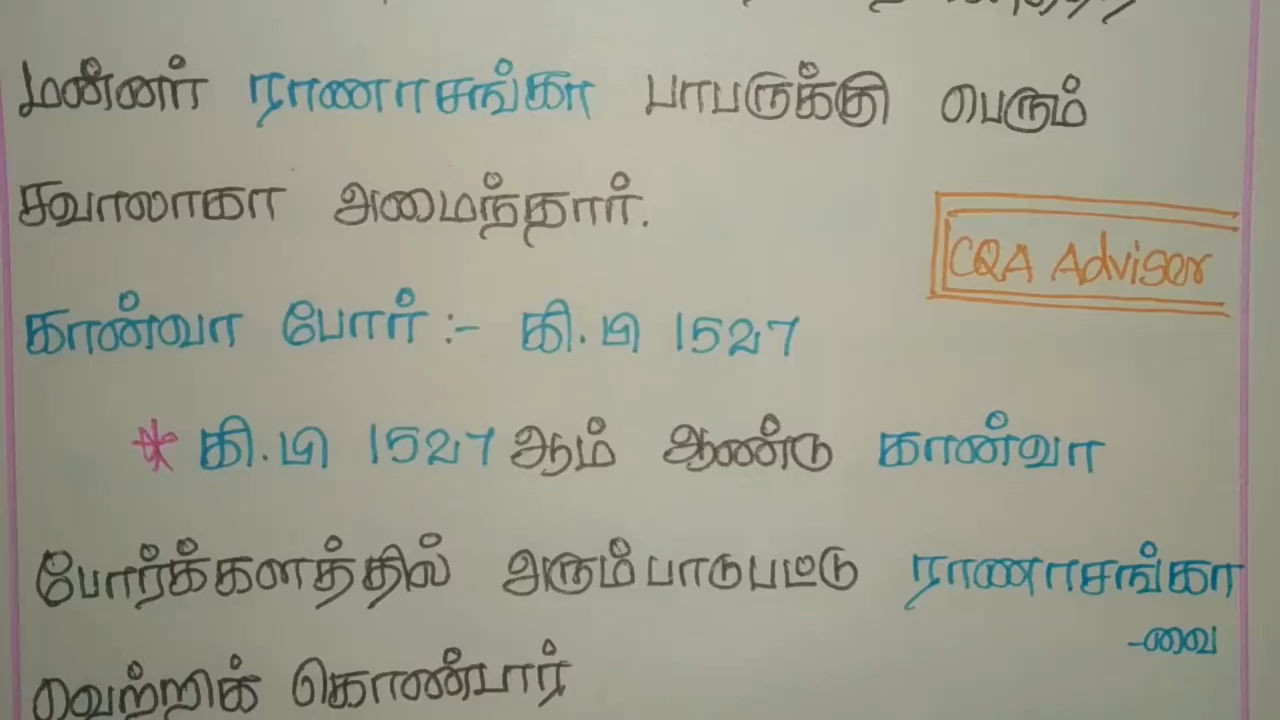 மன்னர் ராணாசங்கா பாபருக்கு பெரும்
சவாலாகா அமைந்தார்.
CQA Advisor
கான்வா போர் :- கி.பி 1527
* கி.பி 1527 ஆம் ஆண்டு கான்வா
போர்க்களத்தில் அரும்பாடுபட்டு ராணாசங்கா
-வை
வெற்றிக் கொண்டார்